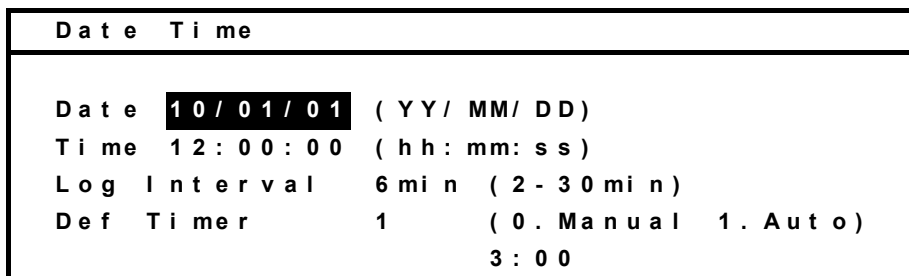 Date Time
Date 10/01/01 (YY/MM/DD)
Time 12:00:00 (hh:mm:ss)
Log Interval 6min (2-30min)
Def Timer 1 (0.Manual 1.Auto)
3:00